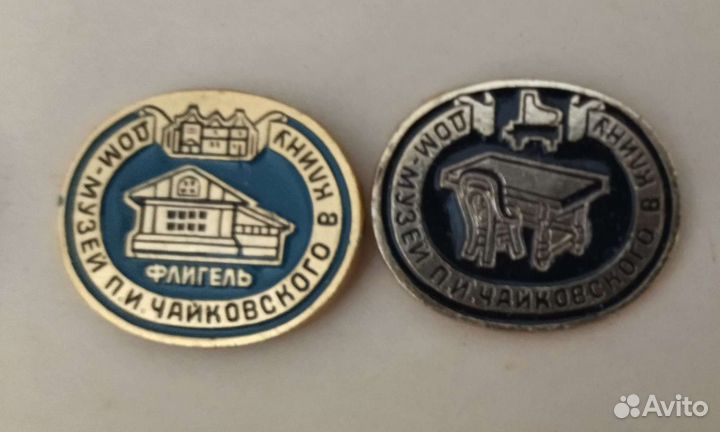 ДОМ-МУЗЕЙ П.И. ЧАЙКОВСКОГО В КЛИНУ
ФЛИГЕЛЬ
ДОМ-МУЗЕЙ П.И. ЧАЙКОВСКОГО В КЛИНУ
Avito